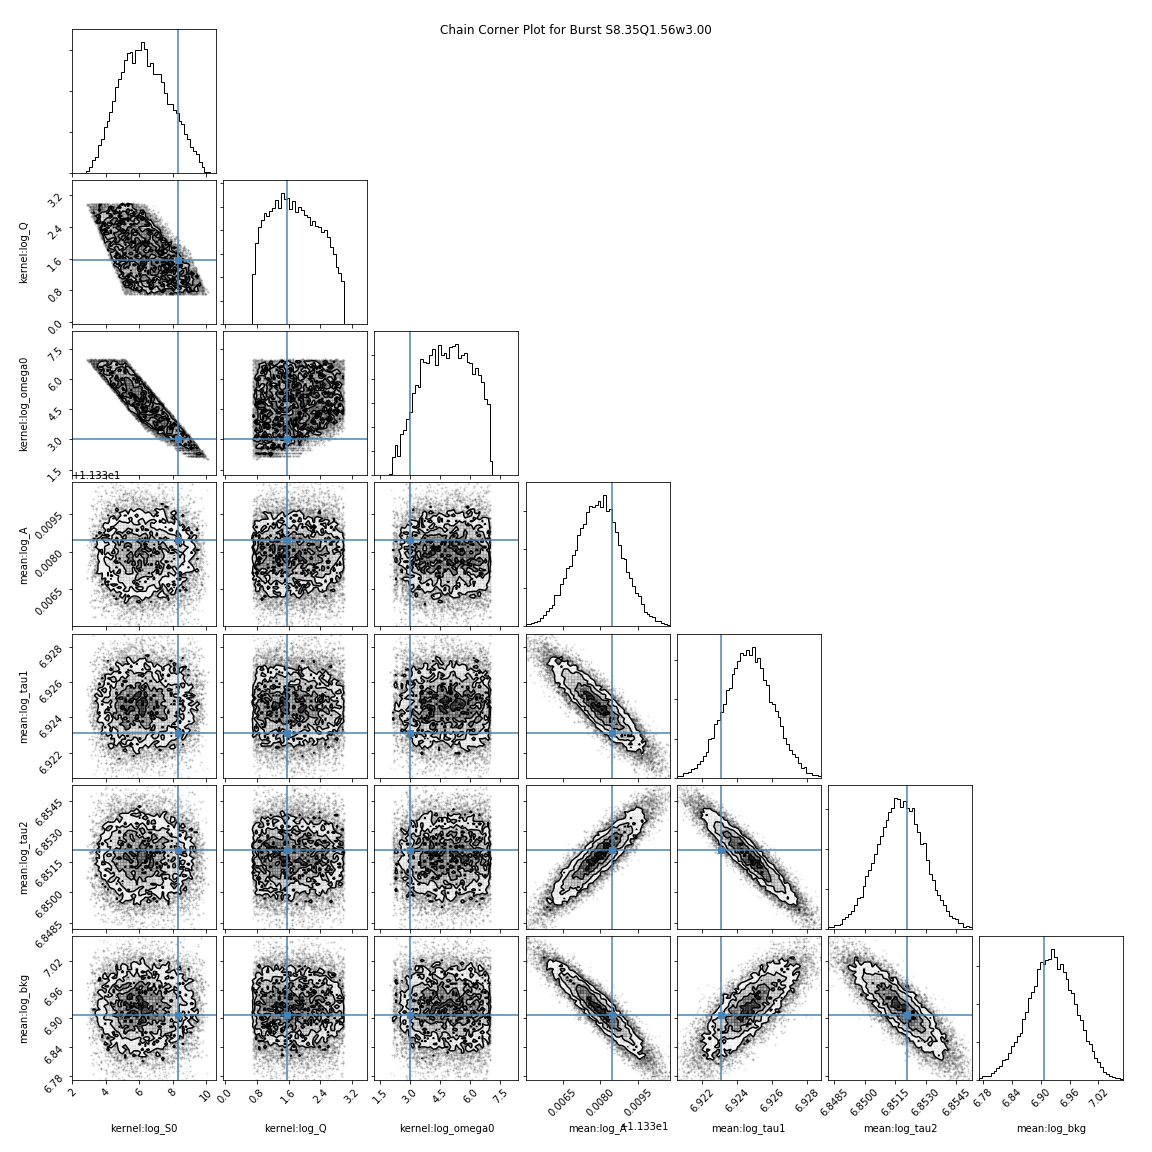 Chain Corner Plot for Burst S8.35Q1.56w3.00
kernel:log_Q
3.2
2.4
1.6
0.8
0.0
kernel:log_omega0
7.5
6.0
4.5
3.0
1.5
+1.133e1
mean:log_A
0.0095
0.0080
0.0065
mean:log_tau1
6.928
6.926
6.924
6.922
mean:log_tau2
6.8545
6.8530
6.8515
6.8500
6.8485
mean:log_bkg
7.02
6.96
6.90
6.84
6.78
2 4 6 8 10
0.0 0.8 1.6 2.4 3.2
1.5 3.0 4.5 6.0 7.5
0.0065 0.0080 0.0095
6.922 6.924 6.926 6.928
6.8485 6.8500 6.8515 6.8530 6.8545
6.78 6.84 6.90 6.96 7.02
+1.133e1
kernel:log_S0 kernel:log_Q kernel:log_omega0 mean:log_A mean:log_tau1 mean:log_tau2 mean:log_bkg